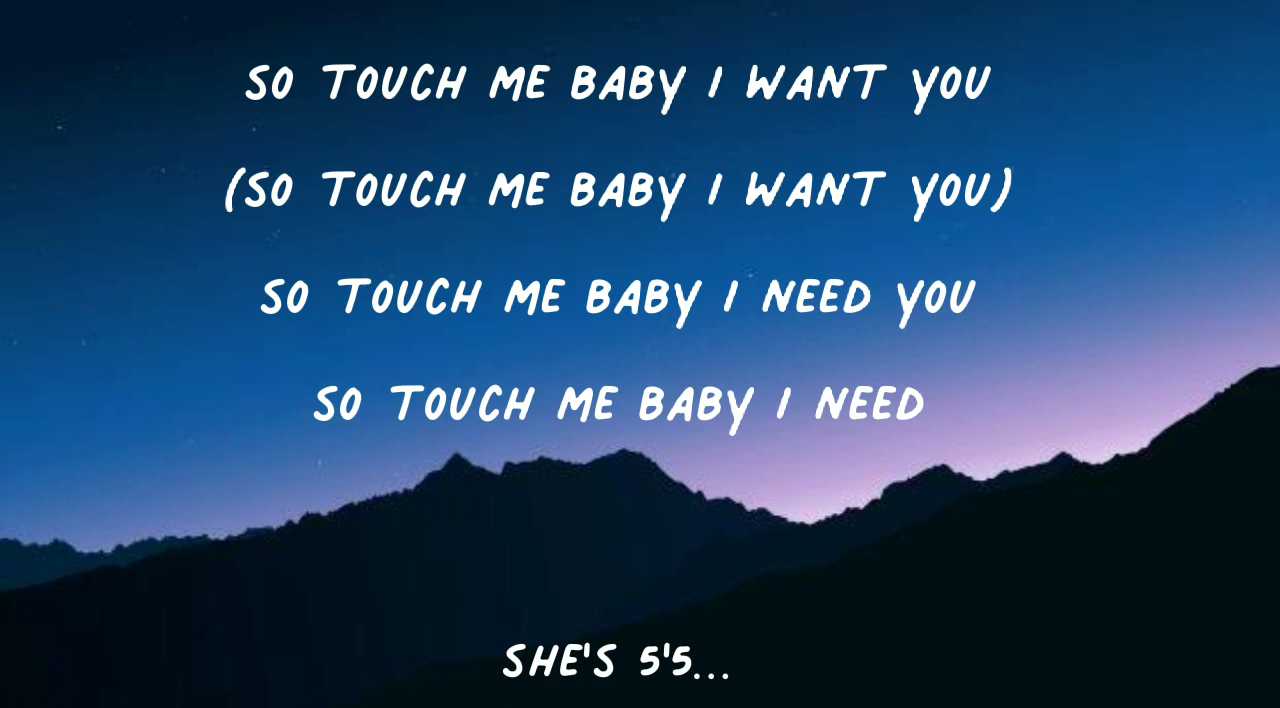 SO TOUCH ME BABY I WANT YOU
(SO TOUCH ME BABY I WANT YOU)
SO TOUCH ME BABY I NEED YOU
SO TOUCH ME BABY I NEED
SHE'S 5'5...